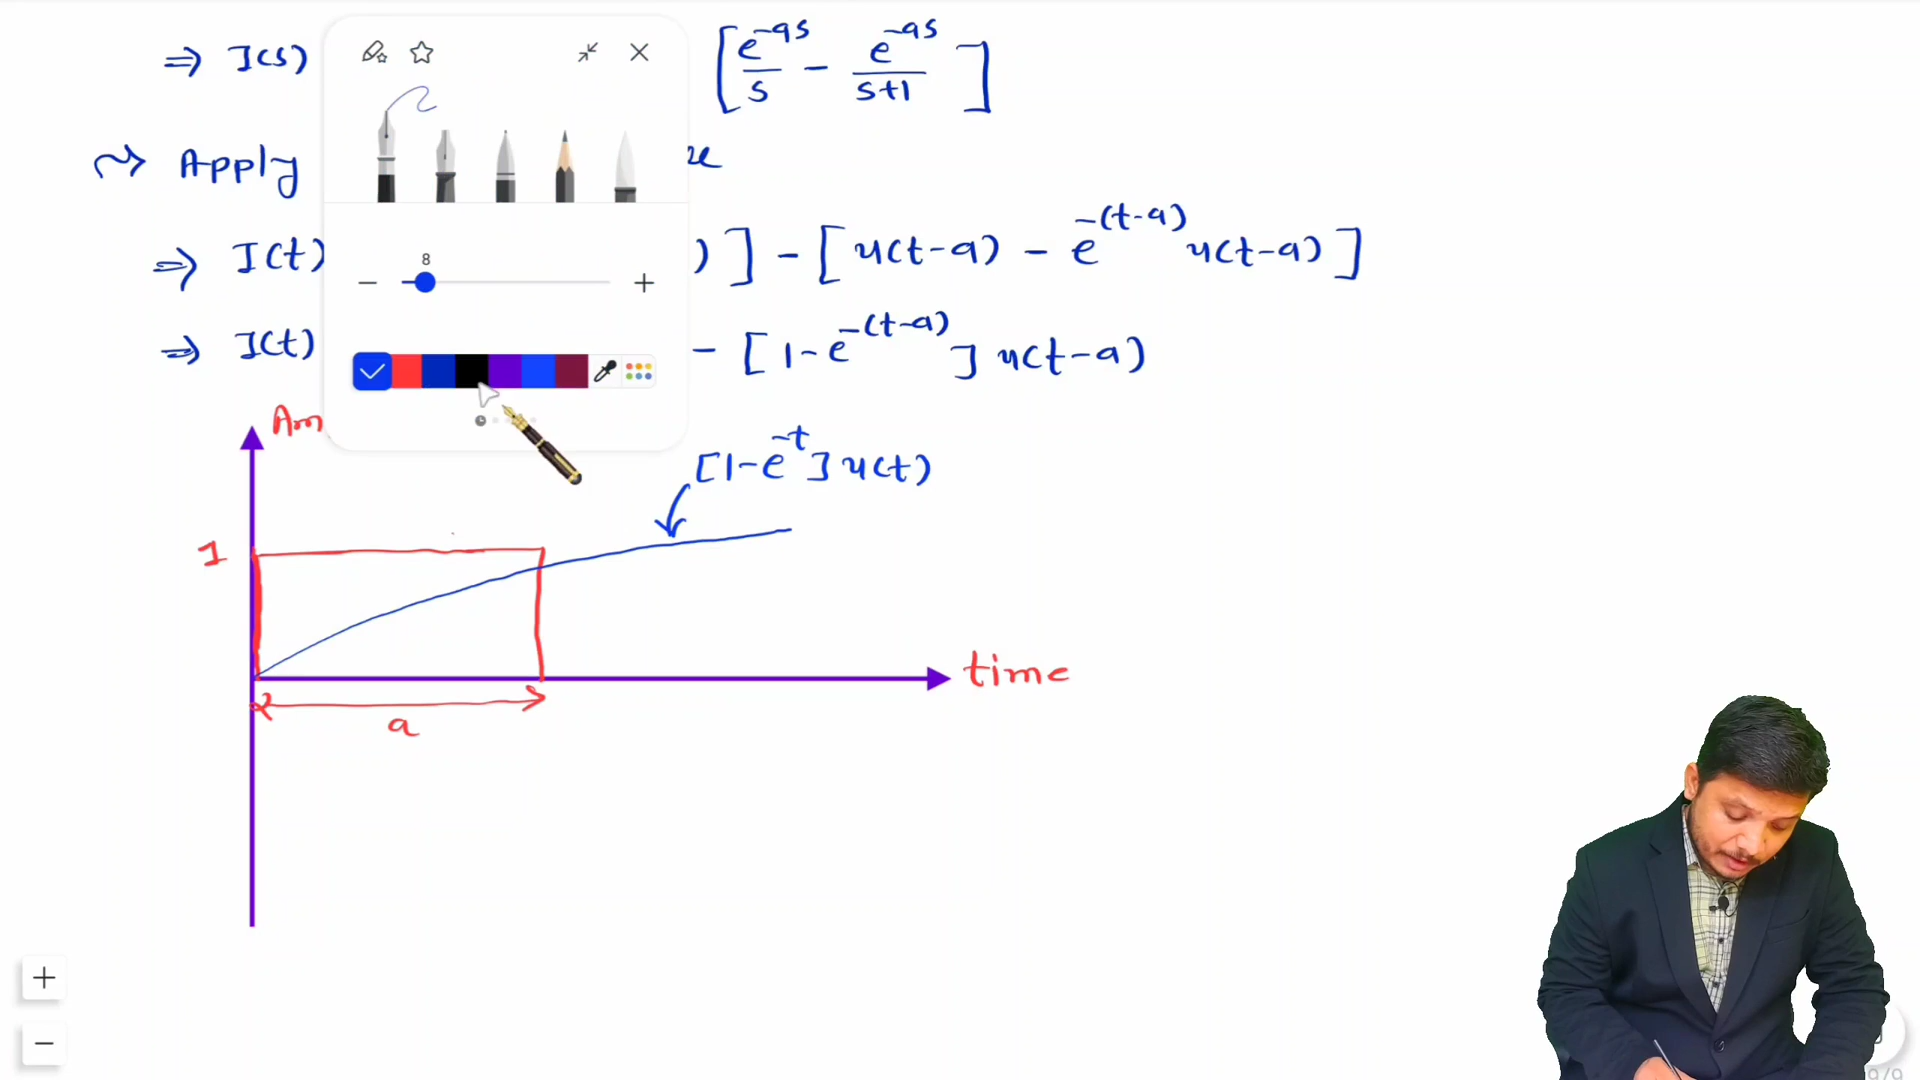 ⇒ I(s) [e^-as/s - e^-as/s+1]
↝ Apply
⇒ I(t) )] - [u(t-a) - e^-(t-a) u(t-a)]
8
⇒ I(t) - [1-e^-(t-a)] u(t-a)
Am
[1-e^-t] u(t)
1
time
a